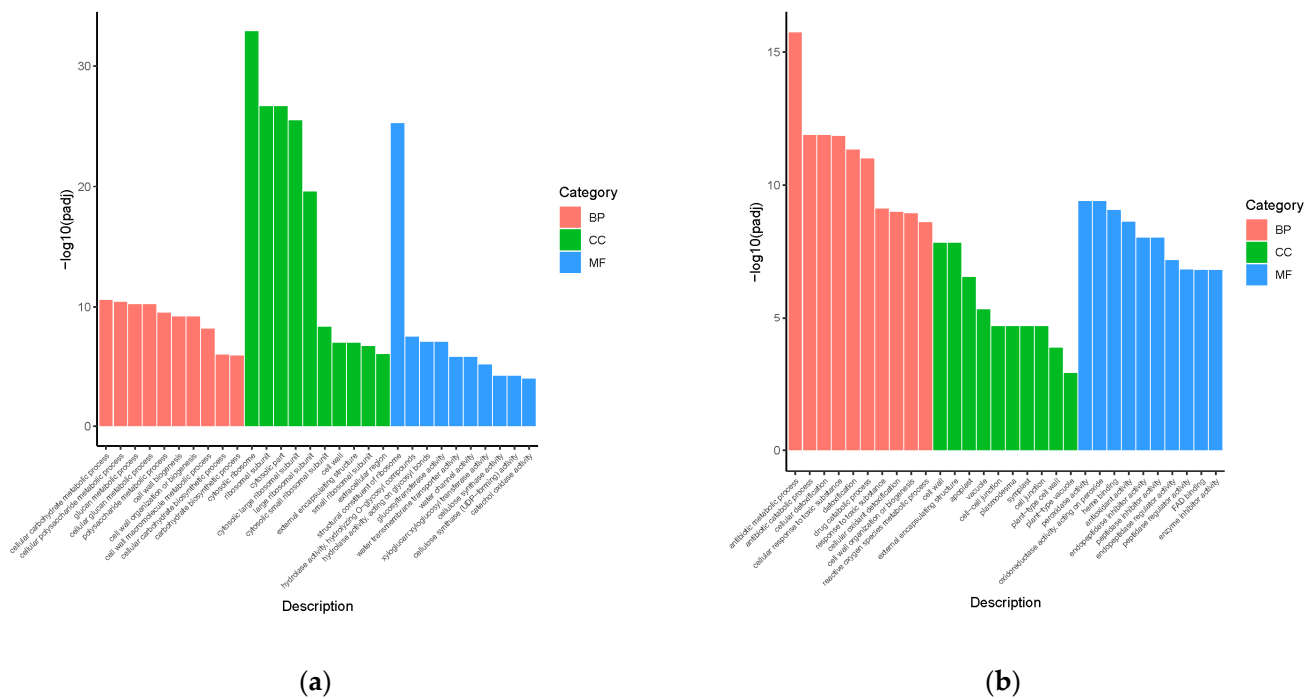 −log10(padj)
30
20
10
0
cellular carbohydrate metabolic process
cellular polysaccharide metabolic process
glucan metabolic process
cellular glucan metabolic process
polysaccharide metabolic process
cell wall biogenesis
cell wall organization or biogenesis
cell wall macromolecule metabolic process
cellular carbohydrate biosynthetic process
carbohydrate biosynthetic process
cytosolic ribosome
ribosomal subunit
cytosolic part
cytosolic large ribosomal subunit
large ribosomal subunit
cytosolic small ribosomal subunit
cell wall
external encapsulating structure
small ribosomal subunit
extracellular region
structural constituent of ribosome
hydrolase activity, hydrolyzing O−glycosyl compounds
hydrolase activity, acting on glycosyl bonds
glucosyltransferase activity
water transmembrane transporter activity
water channel activity
xyloglucan:xyloglucosyl transferase activity
cellulose synthase activity
cellulose synthase (UDP−forming) activity
catechol oxidase activity
Description
Category
BP
CC
MF
(a)
−log10(padj)
15
10
5
0
antibiotic metabolic process
antibiotic catabolic process
cellular detoxification
cellular response to toxic substance
detoxification
drug catabolic process
response to toxic substance
cellular oxidant detoxification
cell wall organization or biogenesis
reactive oxygen species metabolic process
cell wall
external encapsulating structure
apoplast
vacuole
cell−cell junction
plasmodesma
symplast
cell junction
plant−type cell wall
plant−type vacuole
peroxidase activity
oxidoreductase activity, acting on peroxide
heme binding
antioxidant activity
endopeptidase inhibitor activity
peptidase inhibitor activity
endopeptidase regulator activity
peptidase regulator activity
FAD binding
enzyme inhibitor activity
Description
Category
BP
CC
MF
(b)